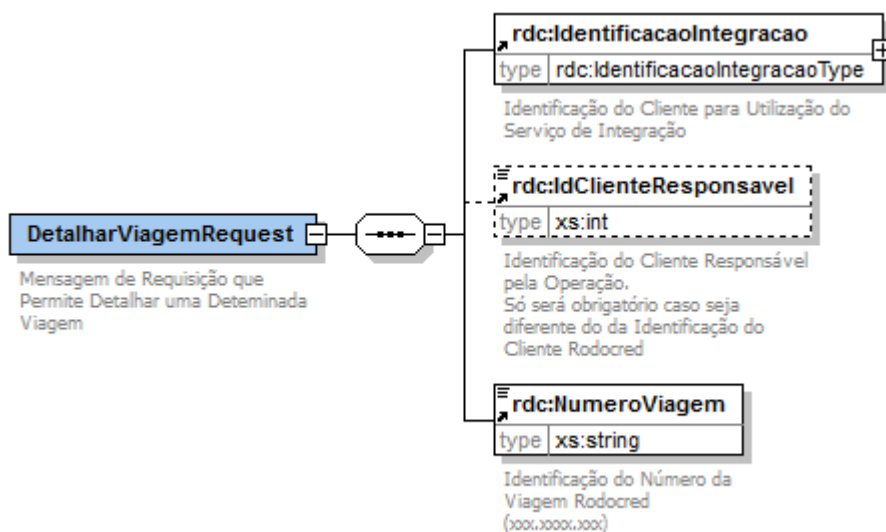 rdc:IdentificacaoIntegracao
type rdc:IdentificacaoIntegracaoType
Identificação do Cliente para Utilização do
Serviço de Integração
rdc:IdClienteResponsavel
type xs:int
Identificação do Cliente Responsável
pela Operação.
Só será obrigatório caso seja
diferente do da Identificação do
Cliente Rodocred
DetalharViagemRequest
Mensagem de Requisição que
Permite Detalhar uma Deteminada
Viagem
rdc:NumeroViagem
type xs:string
Identificação do Número da
Viagem Rodocred
(xxx.xxxx.xxx)